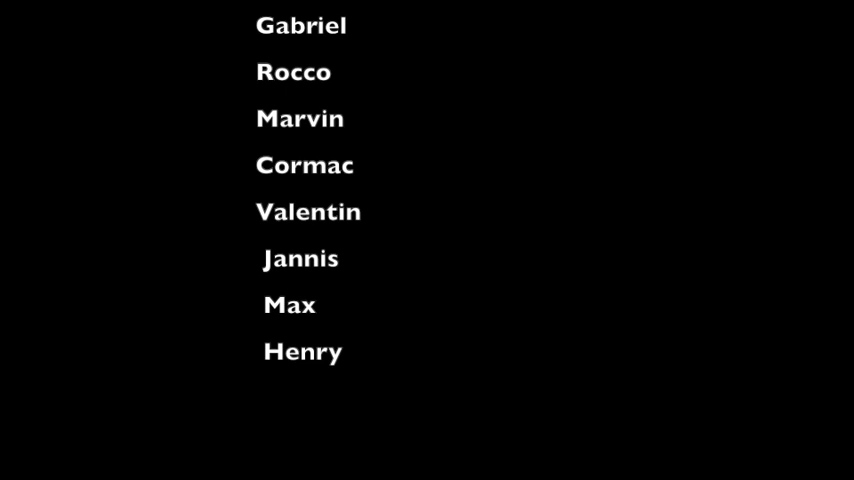 Gabriel
Rocco
Marvin
Cormac
Valentin
Jannis
Max
Henry